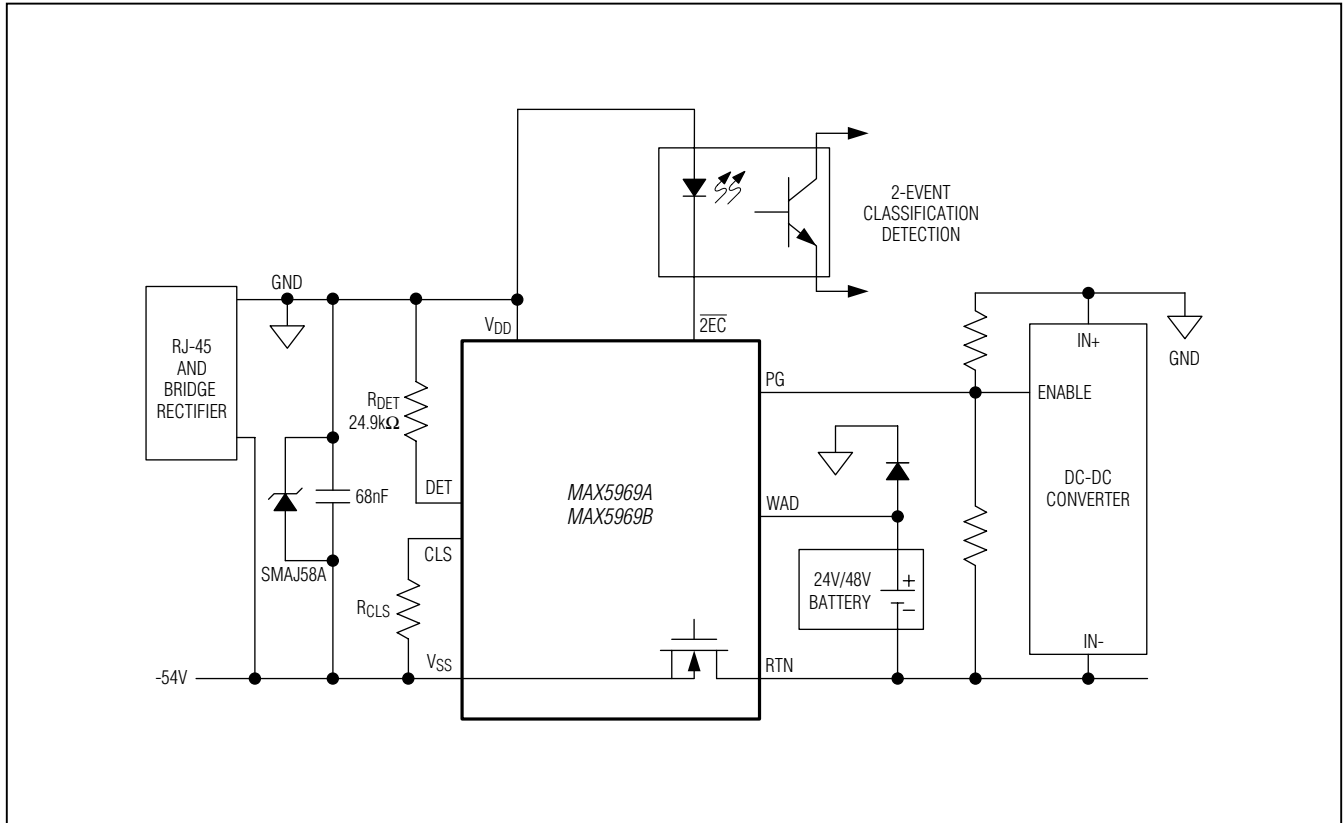 2-EVENT
CLASSIFICATION
DETECTION
GND
VDD
2EC
RJ-45
AND
BRIDGE
RECTIFIER
IN+
GND
PG
ENABLE
RDET
24.9kΩ
DC-DC
CONVERTER
DET
68nF
MAX5969A
MAX5969B
WAD
CLS
SMAJ58A
24V/48V
BATTERY
+
-
RCLS
IN-
VSS
RTN
-54V